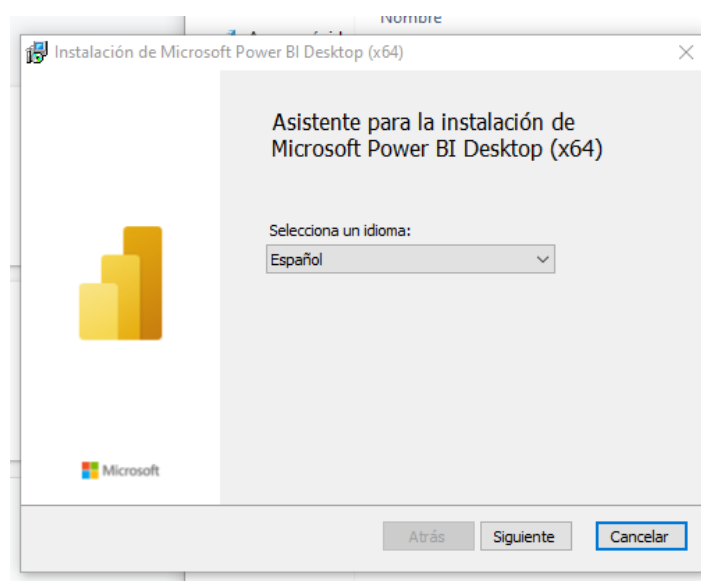 Nombre
Instalación de Microsoft Power BI Desktop (x64)
Asistente para la instalación de
Microsoft Power BI Desktop (x64)
Selecciona un idioma:
Español
Microsoft
Atrás
Siguiente
Cancelar